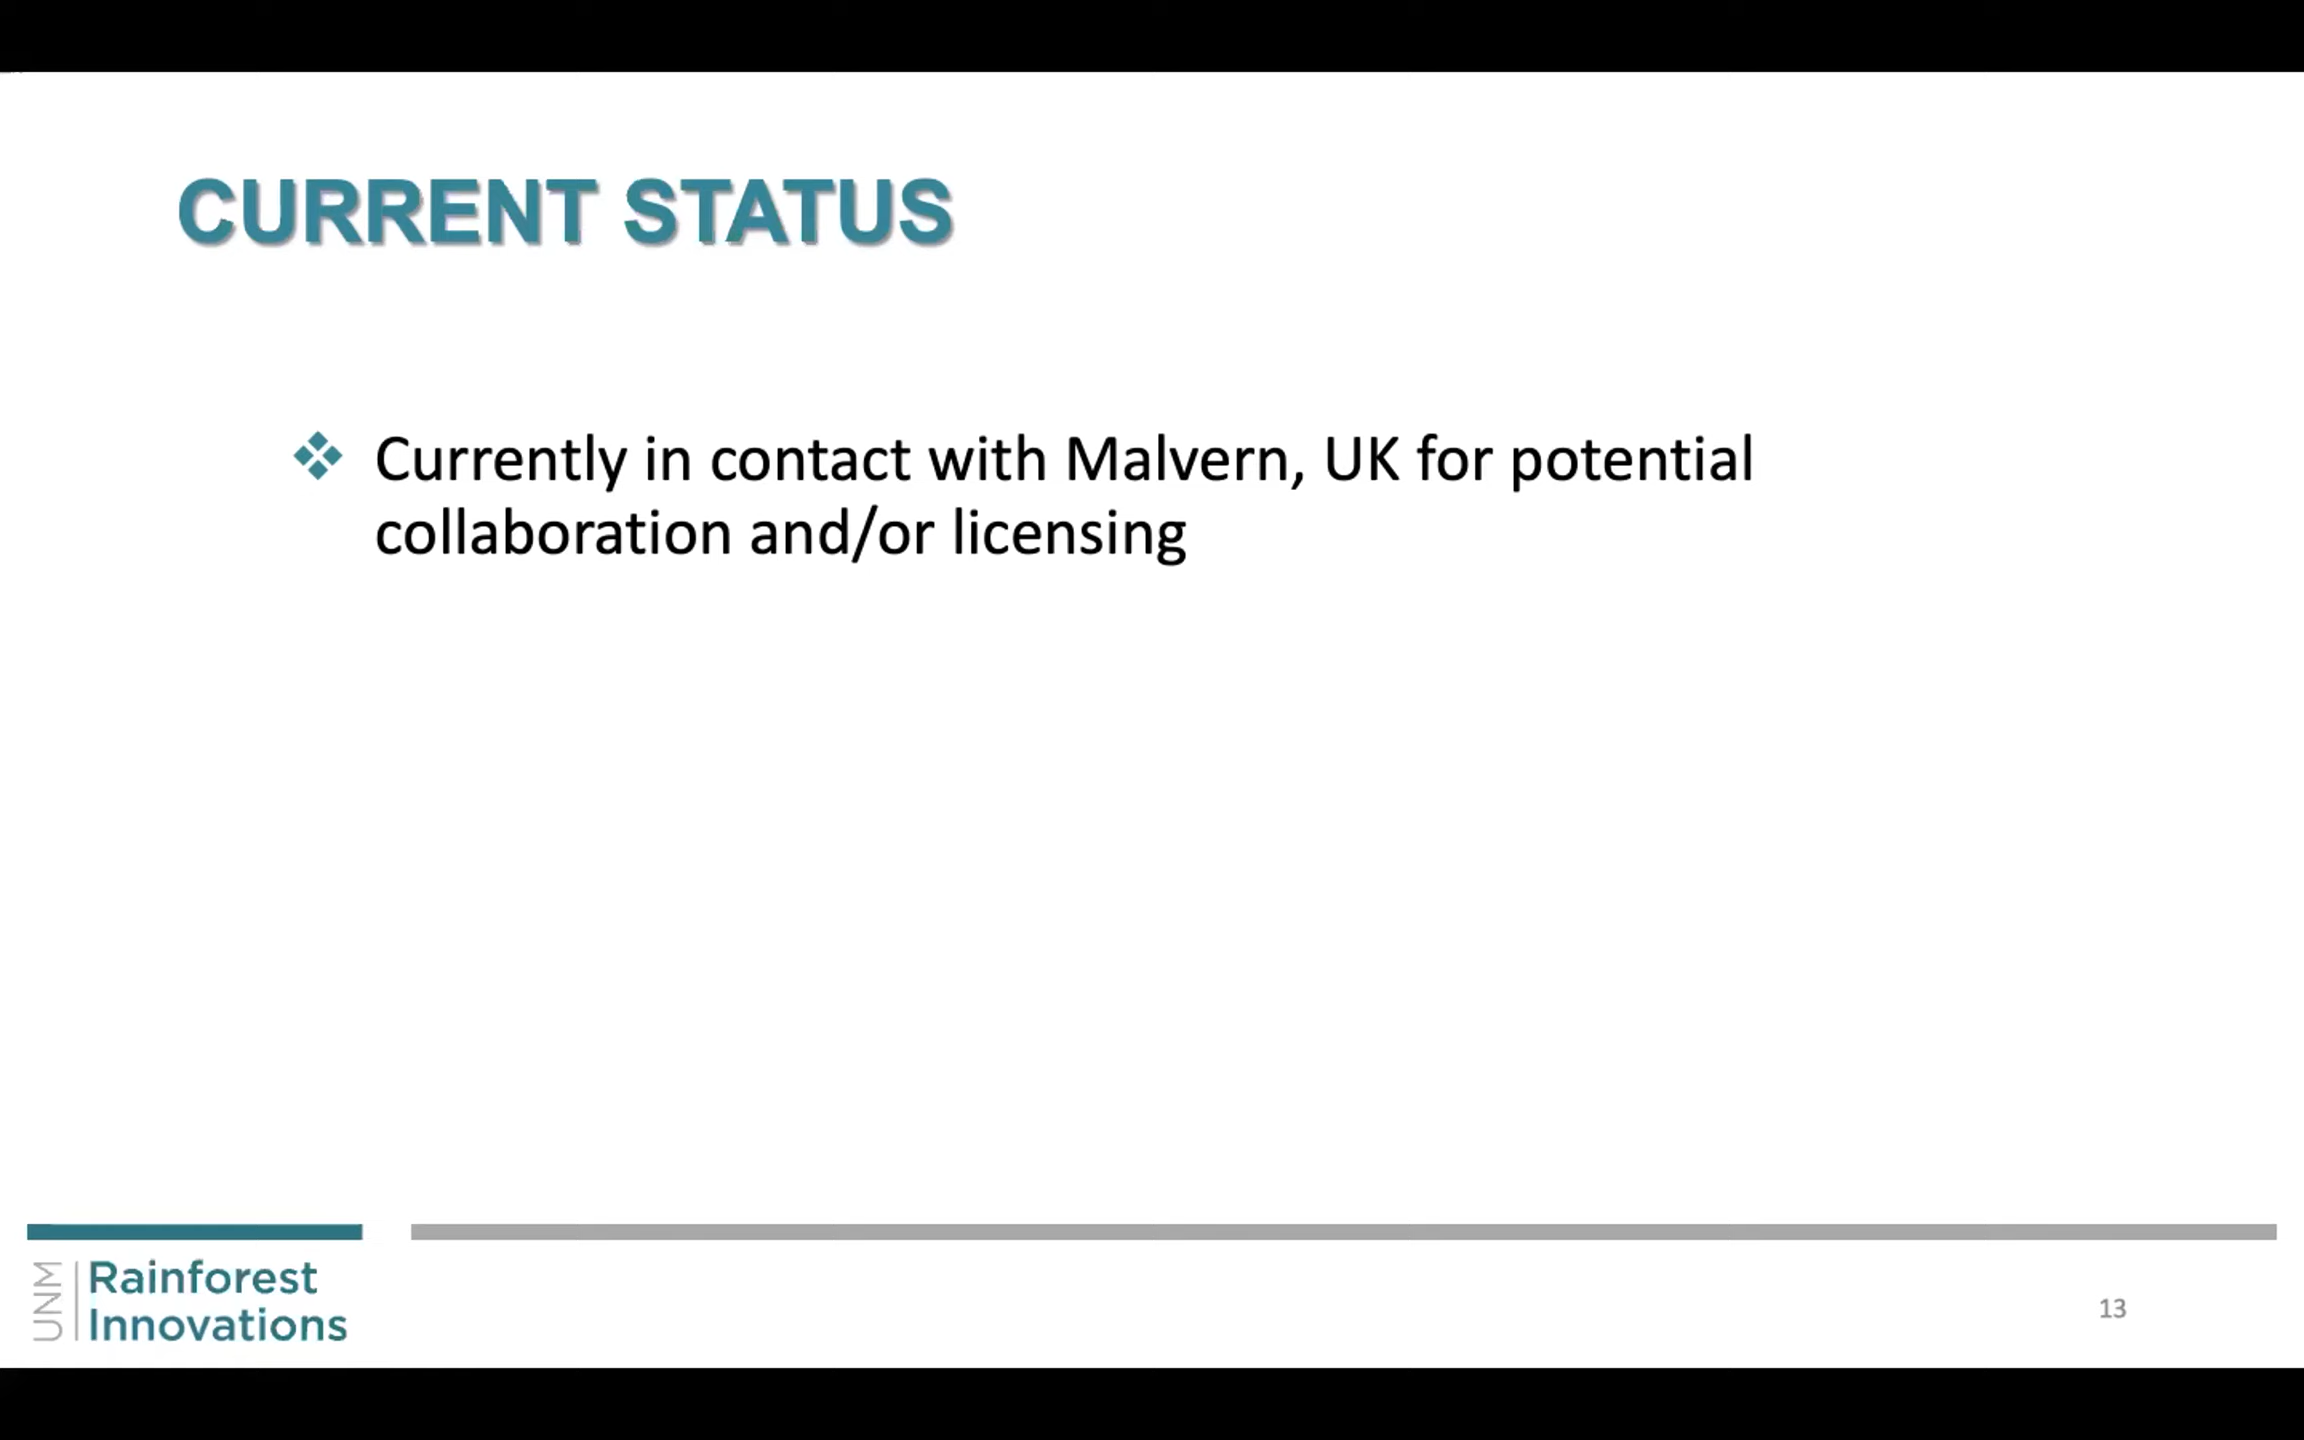 CURRENT STATUS
Currently in contact with Malvern, UK for potential
collaboration and/or licensing
UNM
Rainforest
Innovations
13